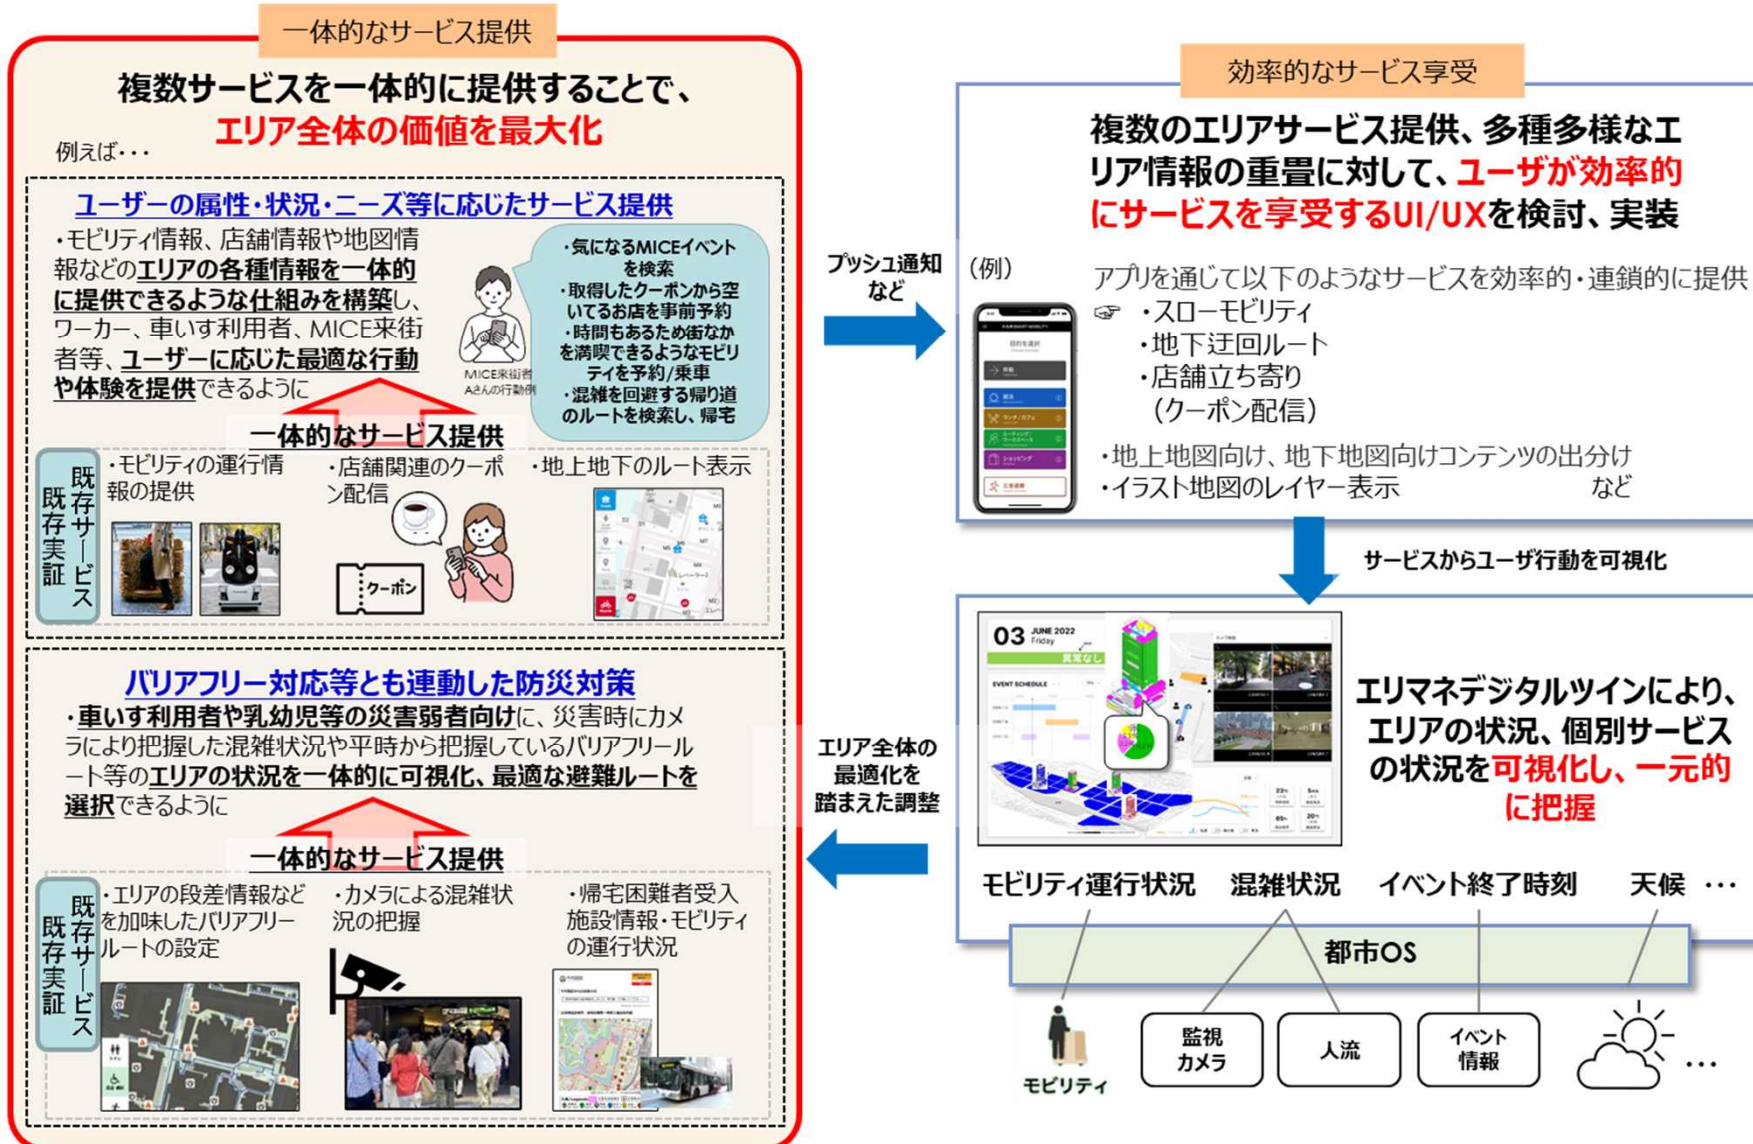 一体的なサービス提供
複数サービスを一体的に提供することで、
エリア全体の価値を最大化
例えば・・・
ユーザーの属性・状況・ニーズ等に応じたサービス提供
・モビリティ情報、店舗情報や地図情
報などのエリアの各種情報を一体的
に提供できるような仕組みを構築し、
ワーカー、車いす利用者、MICE来街
者等、ユーザーに応じた最適な行動
や体験を提供できるように
MICE来街者
Aさんの行動例
・気になるMICEイベント
を検索
・取得したクーポンから空
いてるお店を事前予約
・時間もあるため街なか
を満喫できるようなモビリ
ティを予約/乗車
・混雑を回避する帰り道
のルートを検索し、帰宅
一体的なサービス提供
既存サービス
既存実証
・モビリティの運行情
報の提供
・店舗関連のクーポ
ン配信
クーポン
・地上地下のルート表示
バリアフリー対応等とも連動した防災対策
・車いす利用者や乳幼児等の災害弱者向けに、災害時にカメ
ラにより把握した混雑状況や平時から把握しているバリアフリール
ート等のエリアの状況を一体的に可視化、最適な避難ルートを
選択できるように
一体的なサービス提供
既存サービス
既存実証
・エリアの段差情報など
を加味したバリアフリー
ルートの設定
・カメラによる混雑状
況の把握
・帰宅困難者受入
施設情報・モビリティ
の運行状況
プッシュ通知
など
エリア全体の
最適化を
踏まえた調整
効率的なサービス享受
複数のエリアサービス提供、多種多様なエ
リア情報の重畳に対して、ユーザが効率的
にサービスを享受するUI/UXを検討、実装
（例）
アプリを通じて以下のようなサービスを効率的・連鎖的に提供
☞ ・スローモビリティ
・地下迂回ルート
・店舗立ち寄り
（クーポン配信）
・地上地図向け、地下地図向けコンテンツの出分け
・イラスト地図のレイヤー表示 など
目的を選択
ショッピング
サービスからユーザ行動を可視化
03 JUNE 2022
Friday
異常なし
EVENT SCHEDULE
エリマネデジタルツインにより、
エリアの状況、個別サービス
の状況を可視化し、一元的
に把握
モビリティ運行状況 混雑状況 イベント終了時刻 天候 ・・・
都市OS
モビリティ
監視
カメラ
人流
イベント
情報
・・・